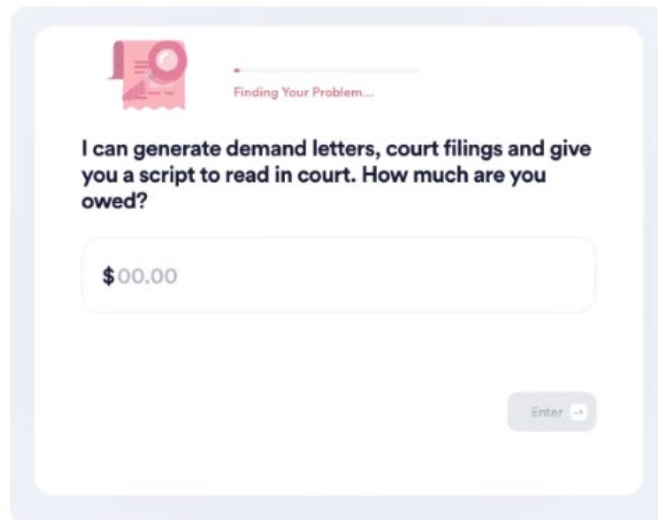 Finding Your Problem...
I can generate demand letters, court filings and give
you a script to read in court. How much are you
owed?
$00.00
Enter